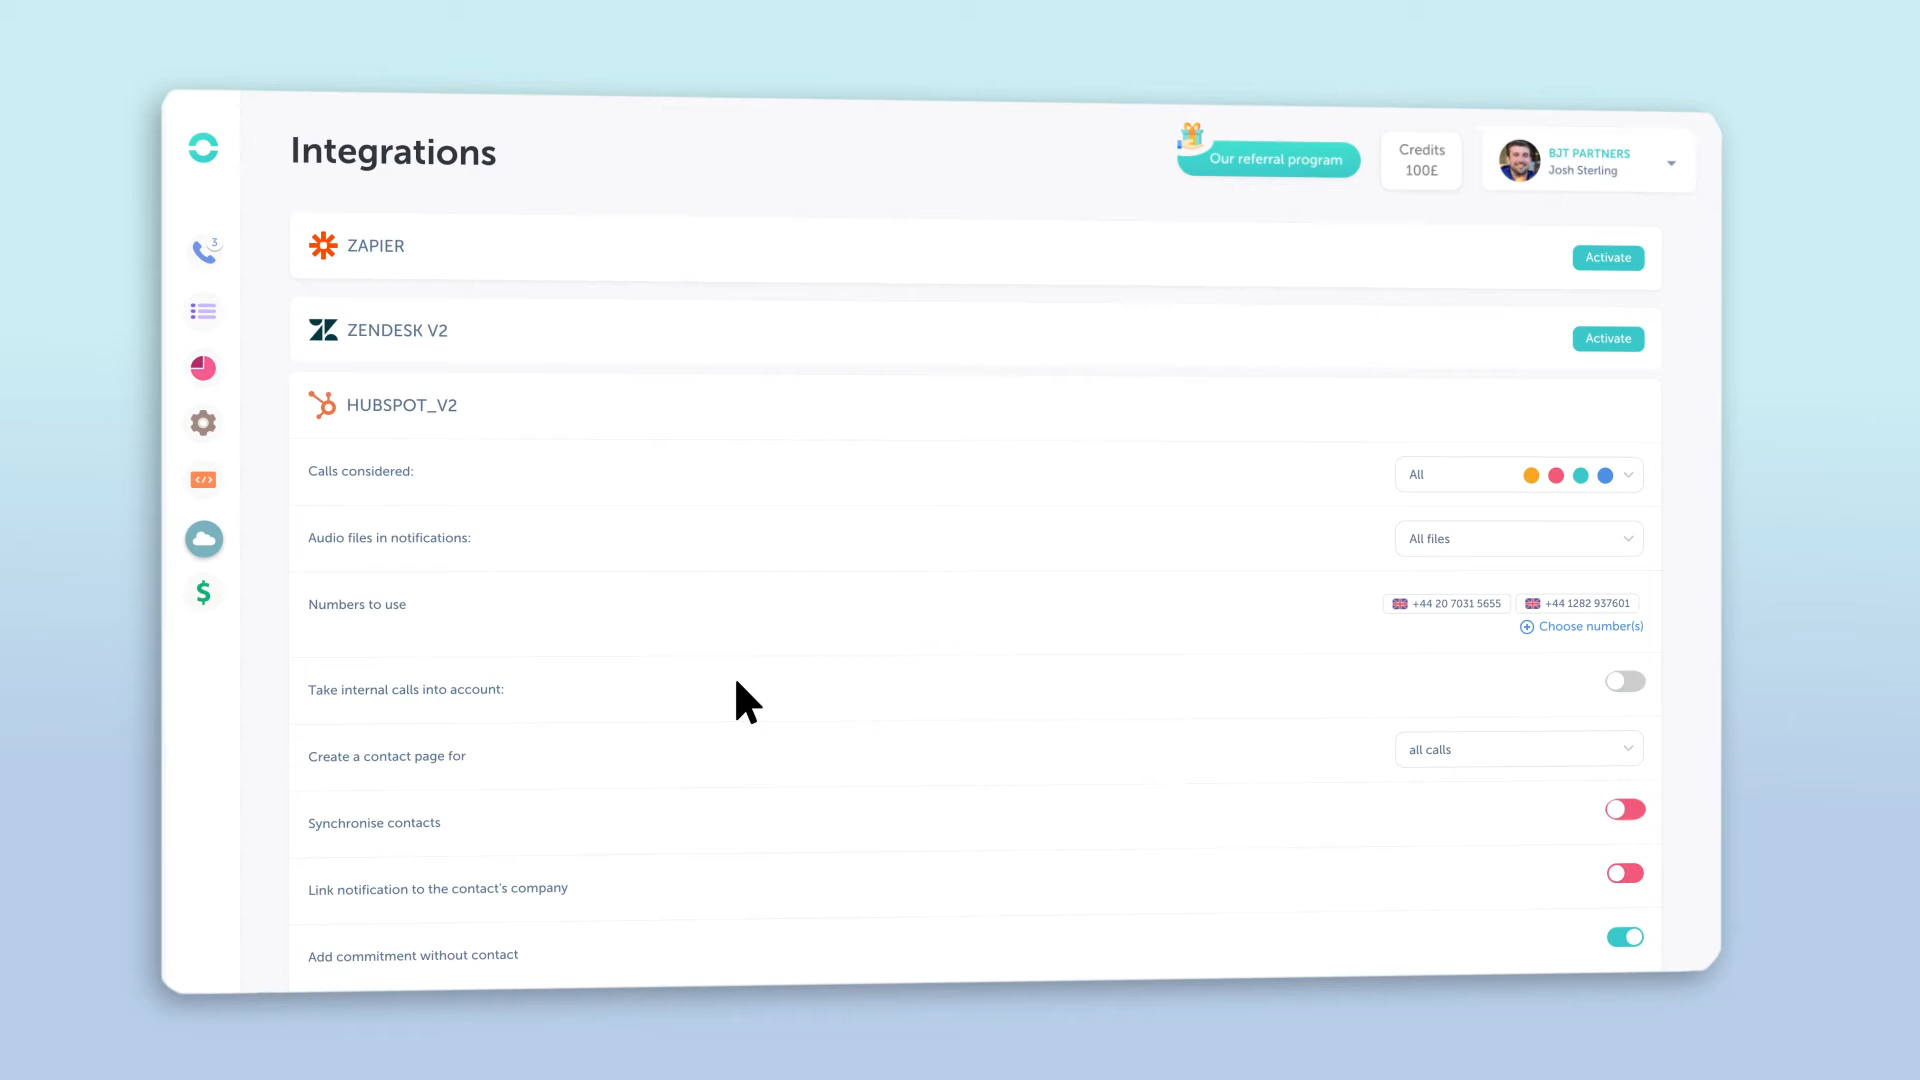 Integrations
Our referral program
Credits
100£
BJT PARTNERS
Josh Sterling
3
ZAPIER
Activate
ZENDESK V2
Activate
HUBSPOT_V2
Calls considered:
All
Audio files in notifications:
All files
Numbers to use
+44 20 7031 5655
+44 1282 937601
Choose number(s)
Take internal calls into account:
Create a contact page for
all calls
Synchronise contacts
Link notification to the contact's company
Add commitment without contact